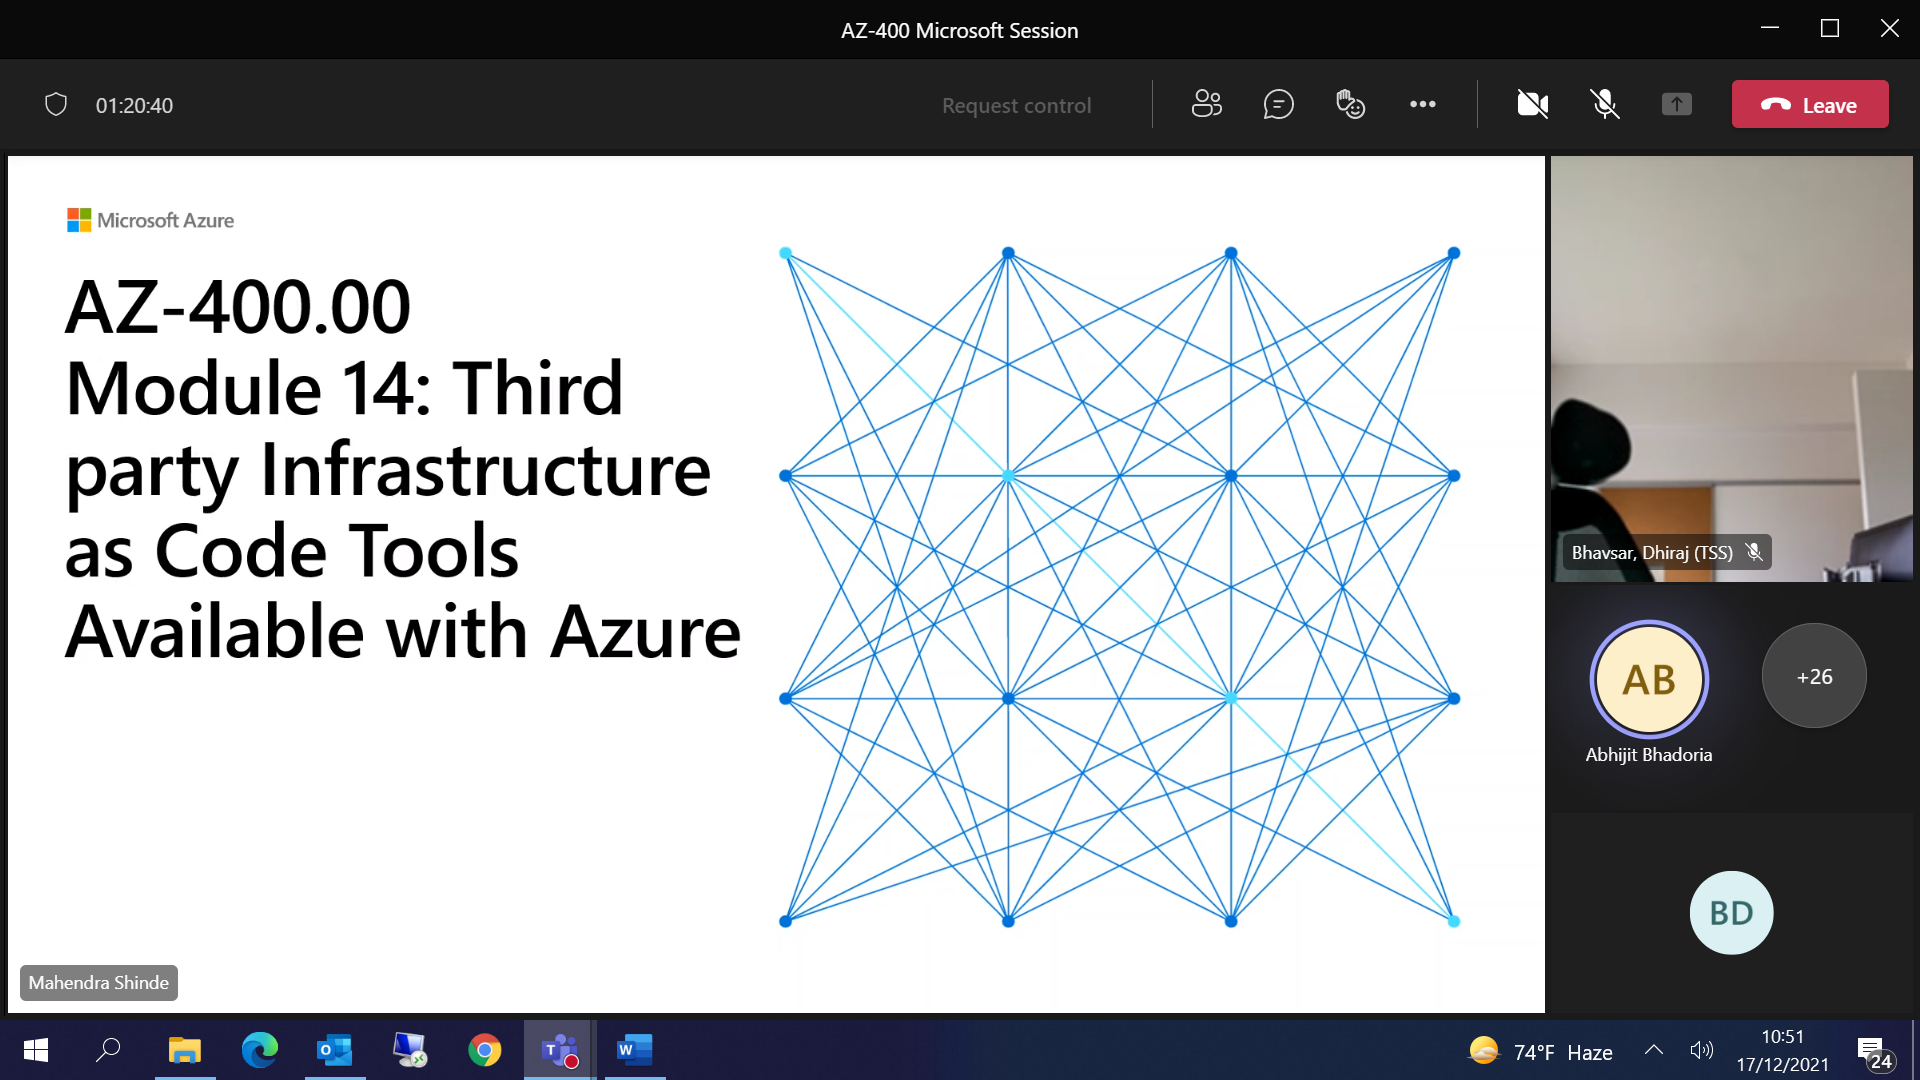 AZ-400 Microsoft Session
01:20:40
Request control
Leave
Microsoft Azure
AZ-400.00
Module 14: Third
party Infrastructure
as Code Tools
Available with Azure
Mahendra Shinde
Bhavsar, Dhiraj (TSS)
AB
+26
Abhijit Bhadoria
BD
74°F Haze
10:51
17/12/2021
24